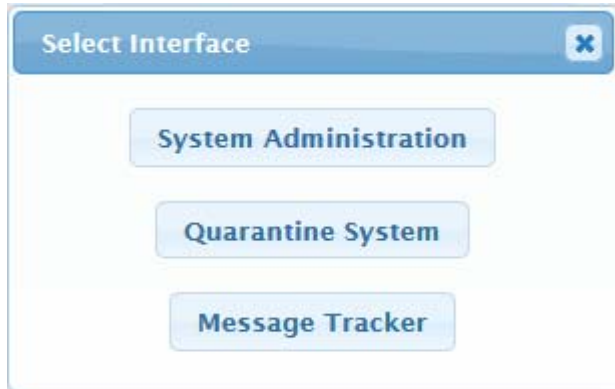 Select Interface
System Administration
Quarantine System
Message Tracker